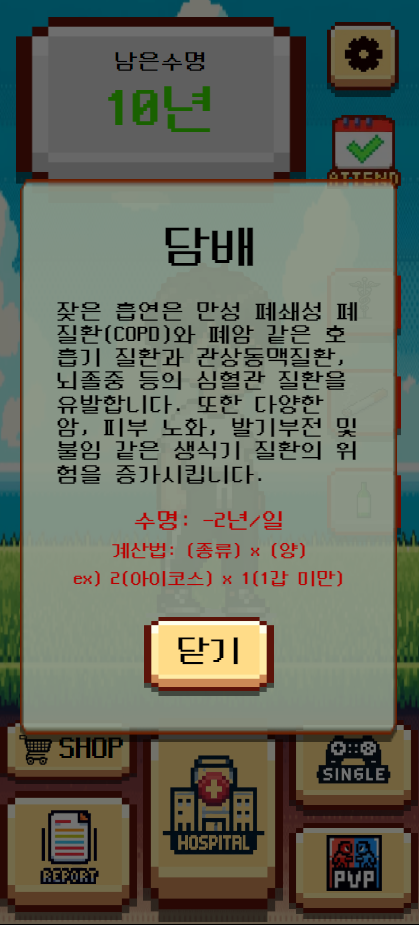 남은수명
10년
ATTEND
담배
잦은 흡연은 만성 폐쇄성 폐
질환(COPD)와 폐암 같은 호
흡기 질환과 관상동맥질환,
뇌졸중 등의 심혈관 질환을
유발합니다. 또한 다양한
암, 피부 노화, 발기부전 및
불임 같은 생식기 질환의 위
험을 증가시킵니다.
수명: -2년/일
계산법: (종류) x (양)
ex) 2(아이코스) x 1(1갑 미만)
닫기
SHOP
SINGLE
HOSPITAL
REPORT
PVP